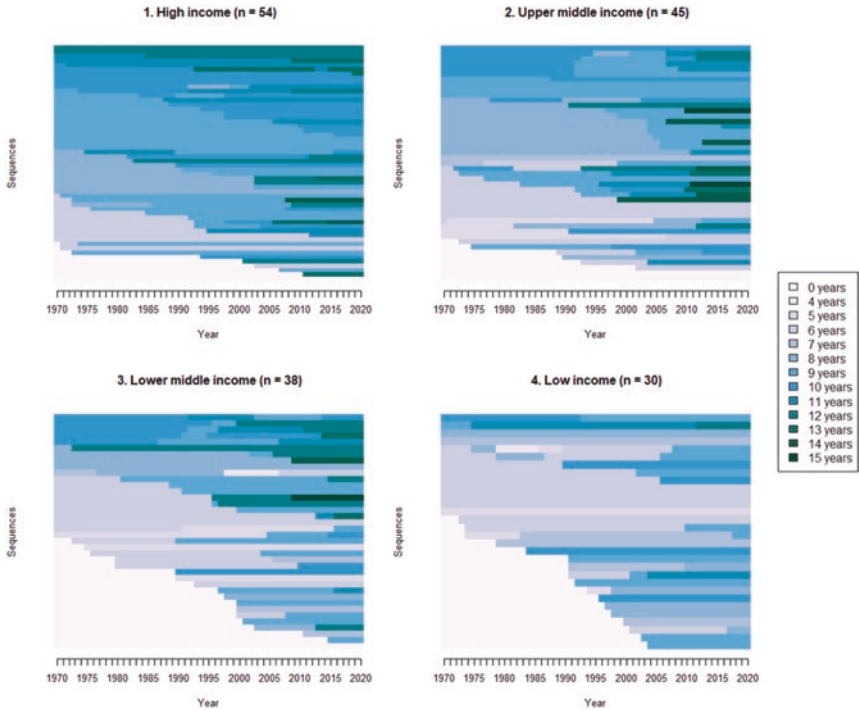 1. High income (n = 54)
Sequences
1970 1975 1980 1985 1990 1995 2000 2005 2010 2015 2020
Year
2. Upper middle income (n = 45)
Sequences
1970 1975 1980 1985 1990 1995 2000 2005 2010 2015 2020
Year
3. Lower middle income (n = 38)
Sequences
1970 1975 1980 1985 1990 1995 2000 2005 2010 2015 2020
Year
4. Low income (n = 30)
Sequences
1970 1975 1980 1985 1990 1995 2000 2005 2010 2015 2020
Year
0 years
4 years
5 years
6 years
7 years
8 years
9 years
10 years
11 years
12 years
13 years
14 years
15 years